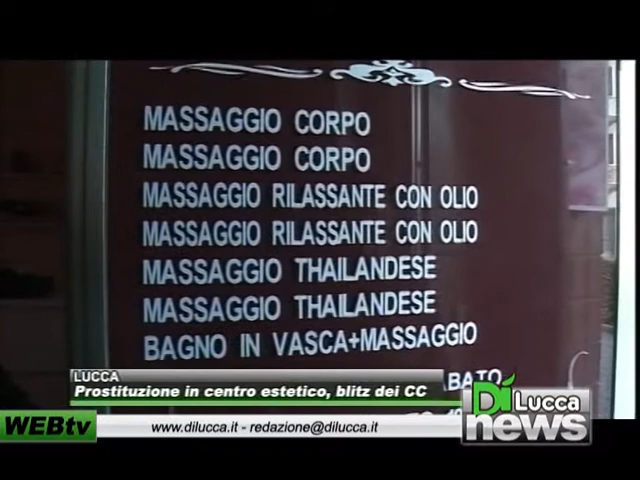 MASSAGGIO CORPO
MASSAGGIO CORPO
MASSAGGIO RILASSANTE CON OLIO
MASSAGGIO RILASSANTE CON OLIO
MASSAGGIO THAILANDESE
MASSAGGIO THAILANDESE
BAGNO IN VASCA+MASSAGGIO
LUCCA
Prostituzione in centro estetico, blitz dei CC
WEBtv
www.dilucca.it - redazione@dilucca.it
Dì Lucca
news